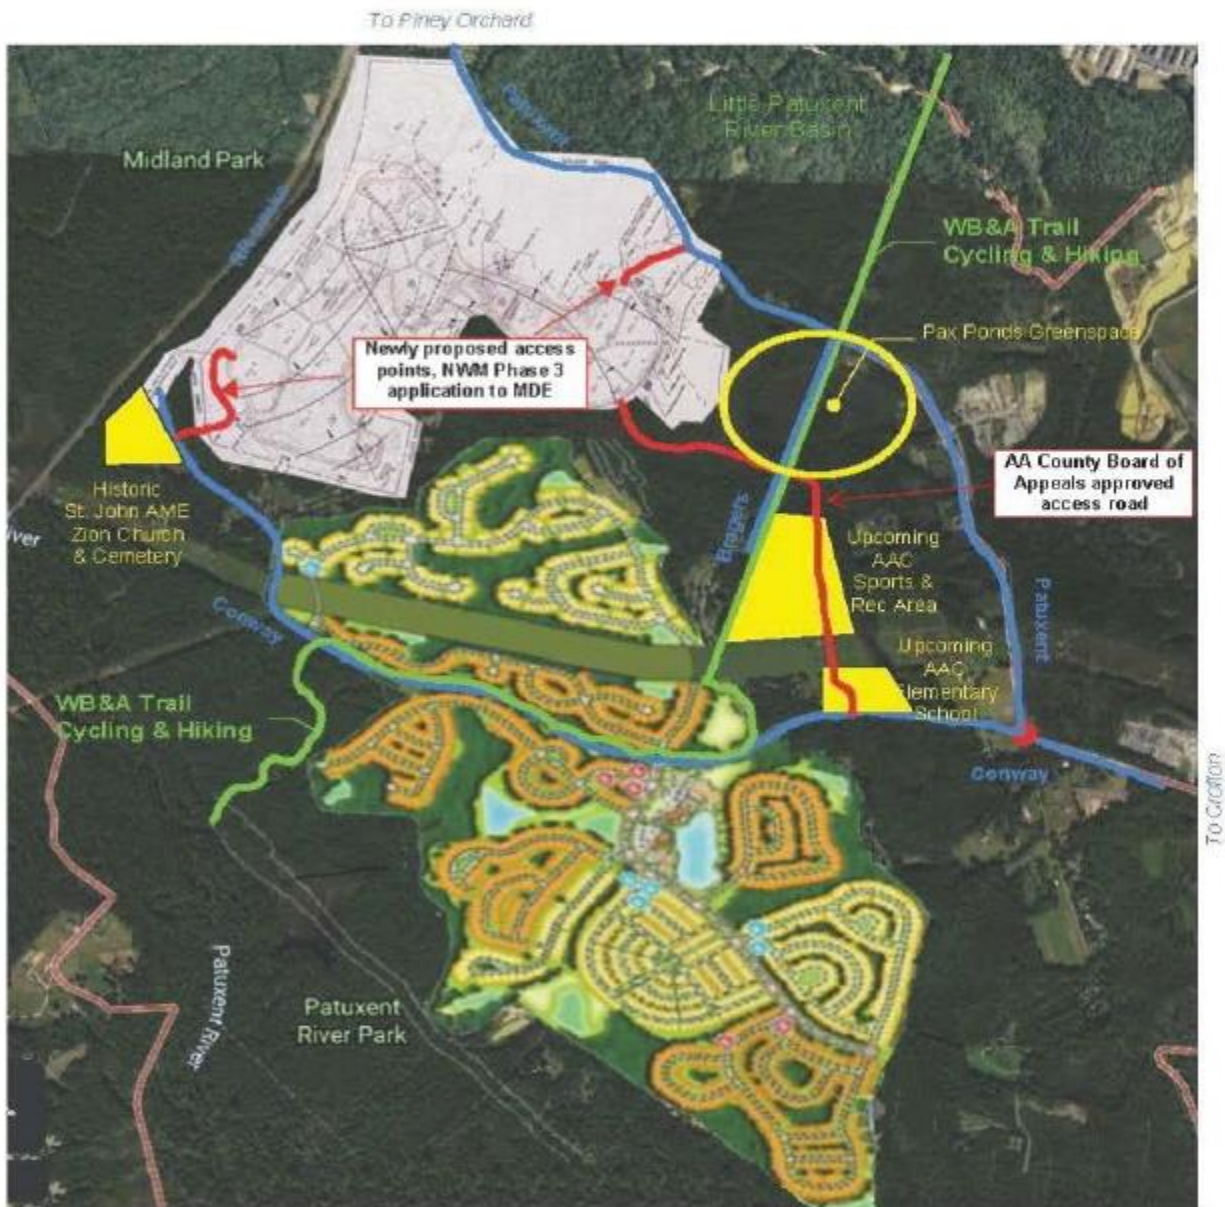 To Piney Orchard
Patuxent
Little Patuxent
River Basin
Midland Park
WB&A Trail
Cycling & Hiking
Pax Ponds Greenspace
Newly proposed access
points, NWM Phase 3
application to MDE
AA County Board of
Appeals approved
access road
Historic
St. John AME
Zion Church
& Cemetery
iver
Upcoming
AAC
Sports &
Rec Area
Patuxent
Conway
Upcoming
AAC
Elementary
School
WB&A Trail
Cycling & Hiking
Conway
To Crofton
Patuxent River
Patuxent
River Park